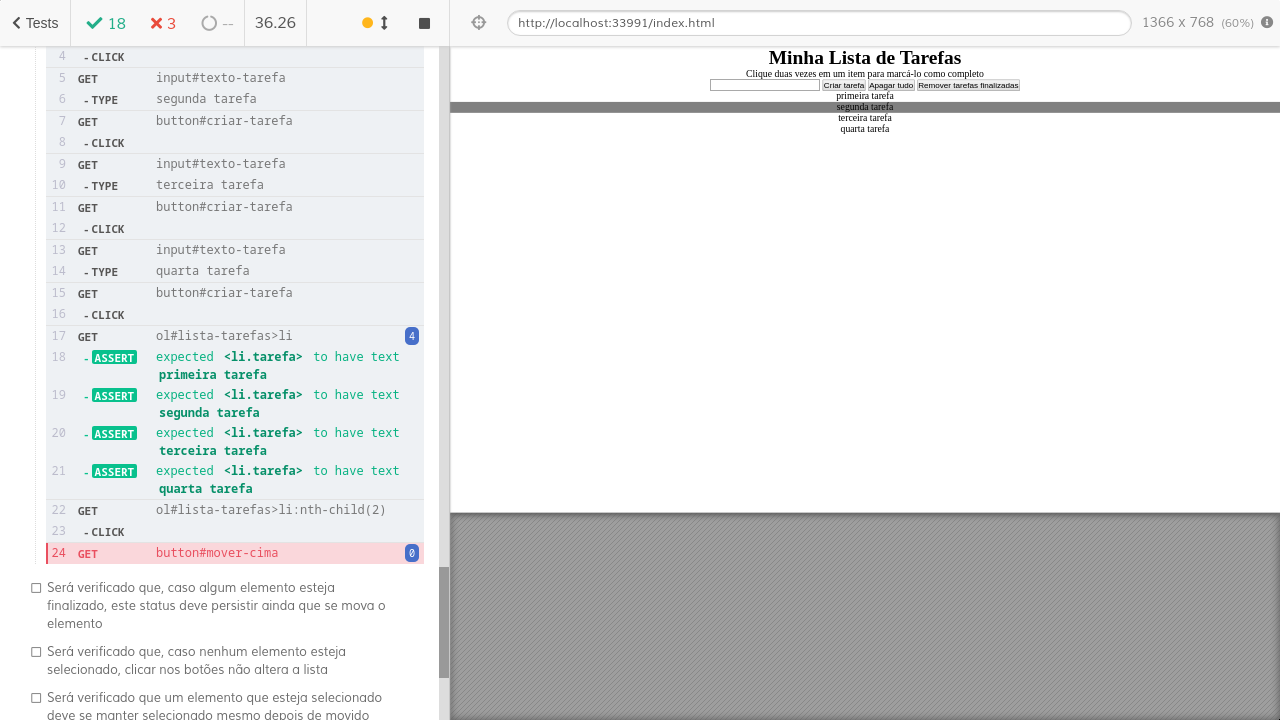 Tests 18 3 -- 36.26
http://localhost:33991/index.html 1366 x 768 (60%)
4 - CLICK
5 GET input#texto-tarefa
6 - TYPE segunda tarefa
7 GET button#criar-tarefa
8 - CLICK
9 GET input#texto-tarefa
10 - TYPE terceira tarefa
11 GET button#criar-tarefa
12 - CLICK
13 GET input#texto-tarefa
14 - TYPE quarta tarefa
15 GET button#criar-tarefa
16 - CLICK
17 GET ol#lista-tarefas>li 4
18 - ASSERT expected <li.tarefa> to have text
primeira tarefa
19 - ASSERT expected <li.tarefa> to have text
segunda tarefa
20 - ASSERT expected <li.tarefa> to have text
terceira tarefa
21 - ASSERT expected <li.tarefa> to have text
quarta tarefa
22 GET ol#lista-tarefas>li:nth-child(2)
23 - CLICK
24 GET button#mover-cima 0
Será verificado que, caso algum elemento esteja
finalizado, este status deve persistir ainda que se mova o
elemento
Será verificado que, caso nenhum elemento esteja
selecionado, clicar nos botões não altera a lista
Será verificado que um elemento que esteja selecionado
deve se manter selecionado mesmo depois de movido
Minha Lista de Tarefas
Clique duas vezes em um item para marcá-lo como completo
Criar tarefa Apagar tudo Remover tarefas finalizadas
primeira tarefa
segunda tarefa
terceira tarefa
quarta tarefa